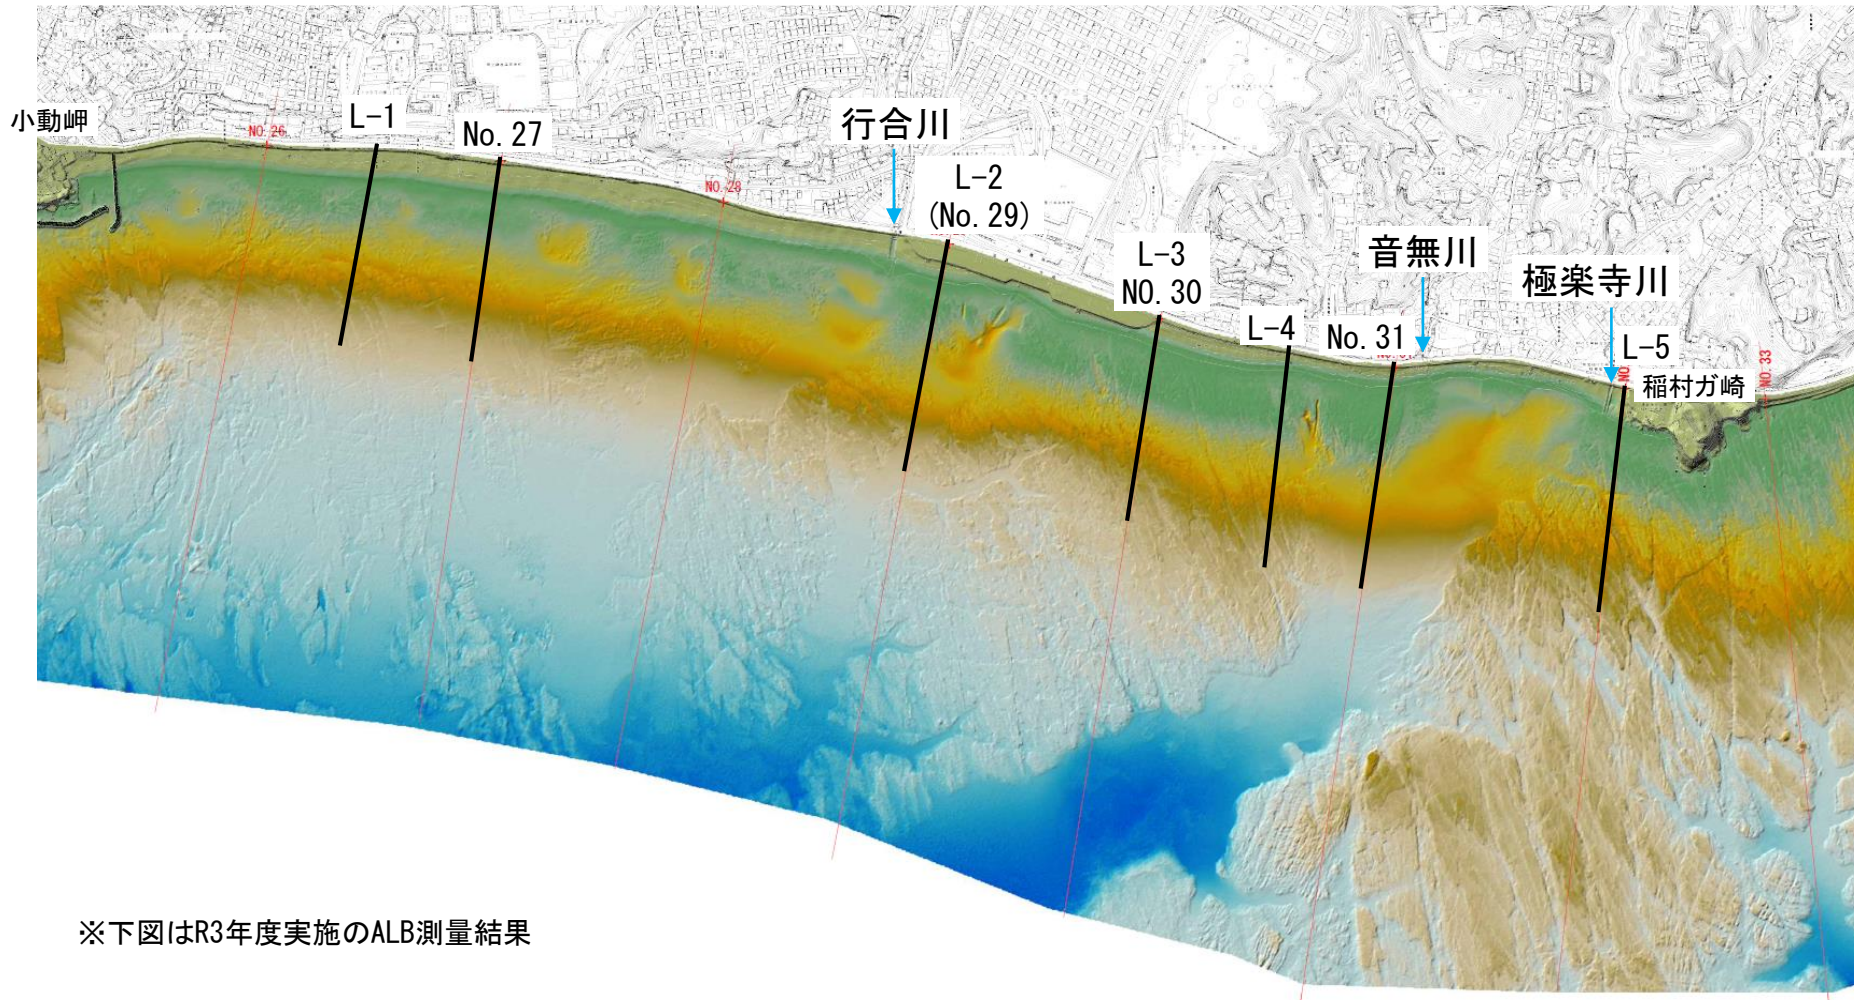 小動岬
NO. 26
L-1
No. 27
NO. 28
行合川
L-2
(No. 29)
L-3
NO. 30
L-4
No. 31
音無川
極楽寺川
L-5
稲村ガ崎
NO. 33
※下図はR3年度実施のALB測量結果